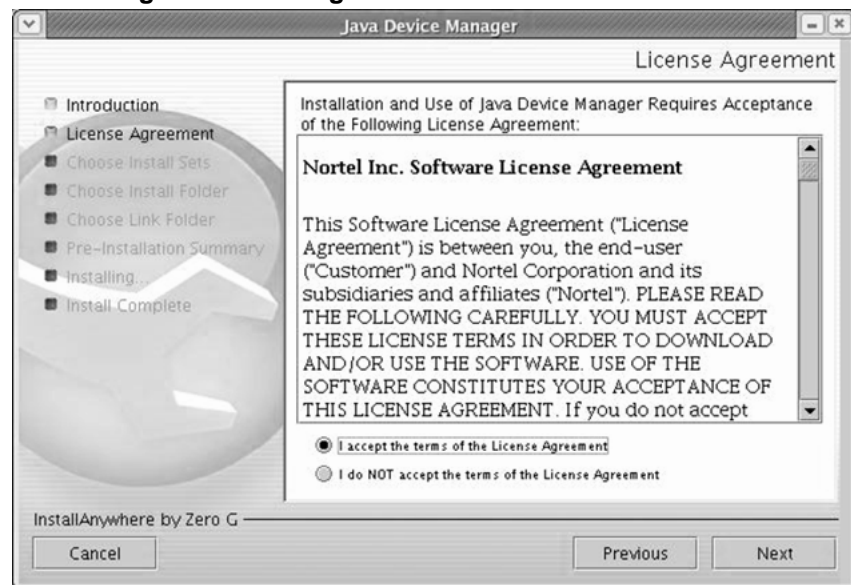 Java Device Manager
License Agreement
Introduction
License Agreement
Choose Install Sets
Choose Install Folder
Choose Link Folder
Pre-Installation Summary
Installing...
Install Complete
Installation and Use of Java Device Manager Requires Acceptance
of the Following License Agreement:
Nortel Inc. Software License Agreement
This Software License Agreement ("License
Agreement") is between you, the end-user
("Customer") and Nortel Corporation and its
subsidiaries and affiliates ("Nortel"). PLEASE READ
THE FOLLOWING CAREFULLY. YOU MUST ACCEPT
THESE LICENSE TERMS IN ORDER TO DOWNLOAD
AND/OR USE THE SOFTWARE. USE OF THE
SOFTWARE CONSTITUTES YOUR ACCEPTANCE OF
THIS LICENSE AGREEMENT. If you do not accept
I accept the terms of the License Agreement
I do NOT accept the terms of the License Agreement
InstallAnywhere by Zero G
Cancel
Previous
Next